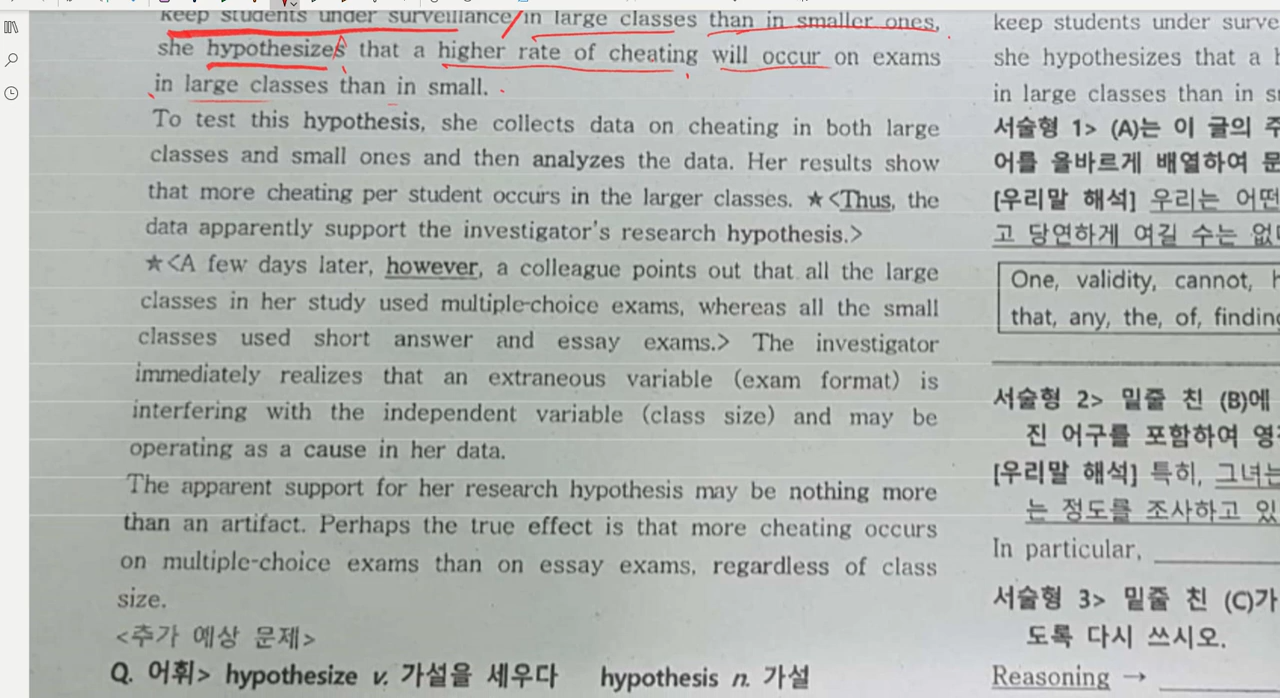 keep students under surveillance in large classes than in smaller ones,
she hypothesizes that a higher rate of cheating will occur on exams
in large classes than in small.
To test this hypothesis, she collects data on cheating in both large
classes and small ones and then analyzes the data. Her results show
that more cheating per student occurs in the larger classes. ★<Thus, the
data apparently support the investigator's research hypothesis.>
★<A few days later, however, a colleague points out that all the large
classes in her study used multiple-choice exams, whereas all the small
classes used short answer and essay exams.> The investigator
immediately realizes that an extraneous variable (exam format) is
interfering with the independent variable (class size) and may be
operating as a cause in her data.
The apparent support for her research hypothesis may be nothing more
than an artifact. Perhaps the true effect is that more cheating occurs
on multiple-choice exams than on essay exams, regardless of class
size.
<추가 예상 문제>
Q. 어휘> hypothesize v. 가설을 세우다 hypothesis n. 가설
keep students under surve
she hypothesizes that a
in large classes than in
서술형 1> (A)는 이 글의 주
어를 올바르게 배열하여 문
[우리말 해석] 우리는 어떤
고 당연하게 여길 수는 없
One, validity, cannot,
that, any, the, of, finding
서술형 2> 밑줄 친 (B)에
진 어구를 포함하여 영
[우리말 해석] 특히, 그녀는
는 정도를 조사하고 있
In particular,
서술형 3> 밑줄 친 (C)가
도록 다시 쓰시오.
Reasoning →